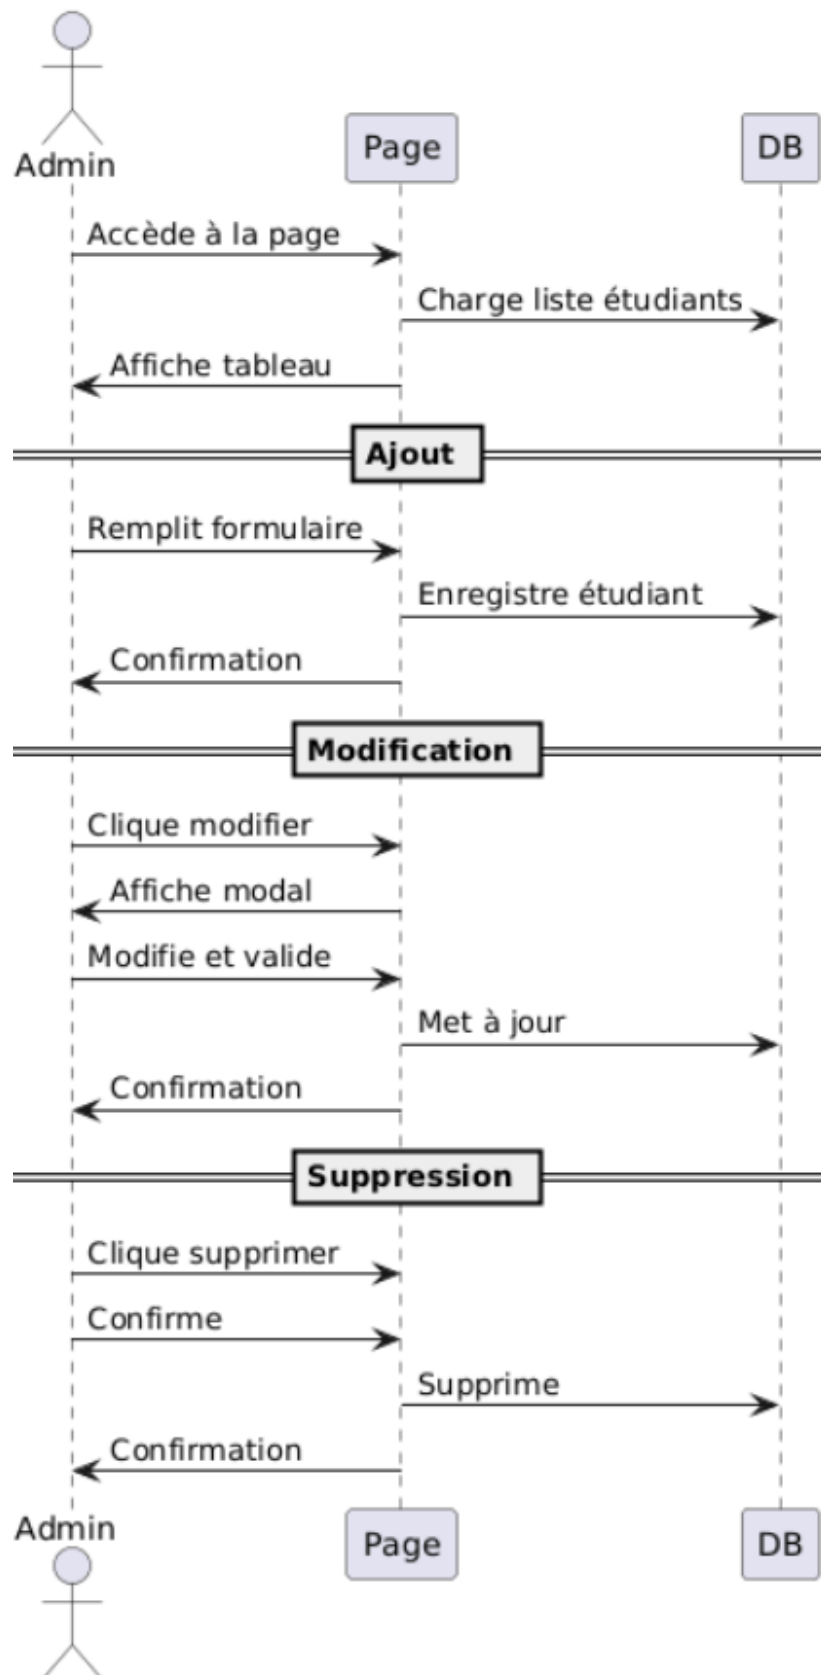 Admin
Page
DB
Accède à la page
Charge liste étudiants
Affiche tableau
Ajout
Remplit formulaire
Enregistre étudiant
Confirmation
Modification
Clique modifier
Affiche modal
Modifie et valide
Met à jour
Confirmation
Suppression
Clique supprimer
Confirme
Supprime
Confirmation
Admin
Page
DB